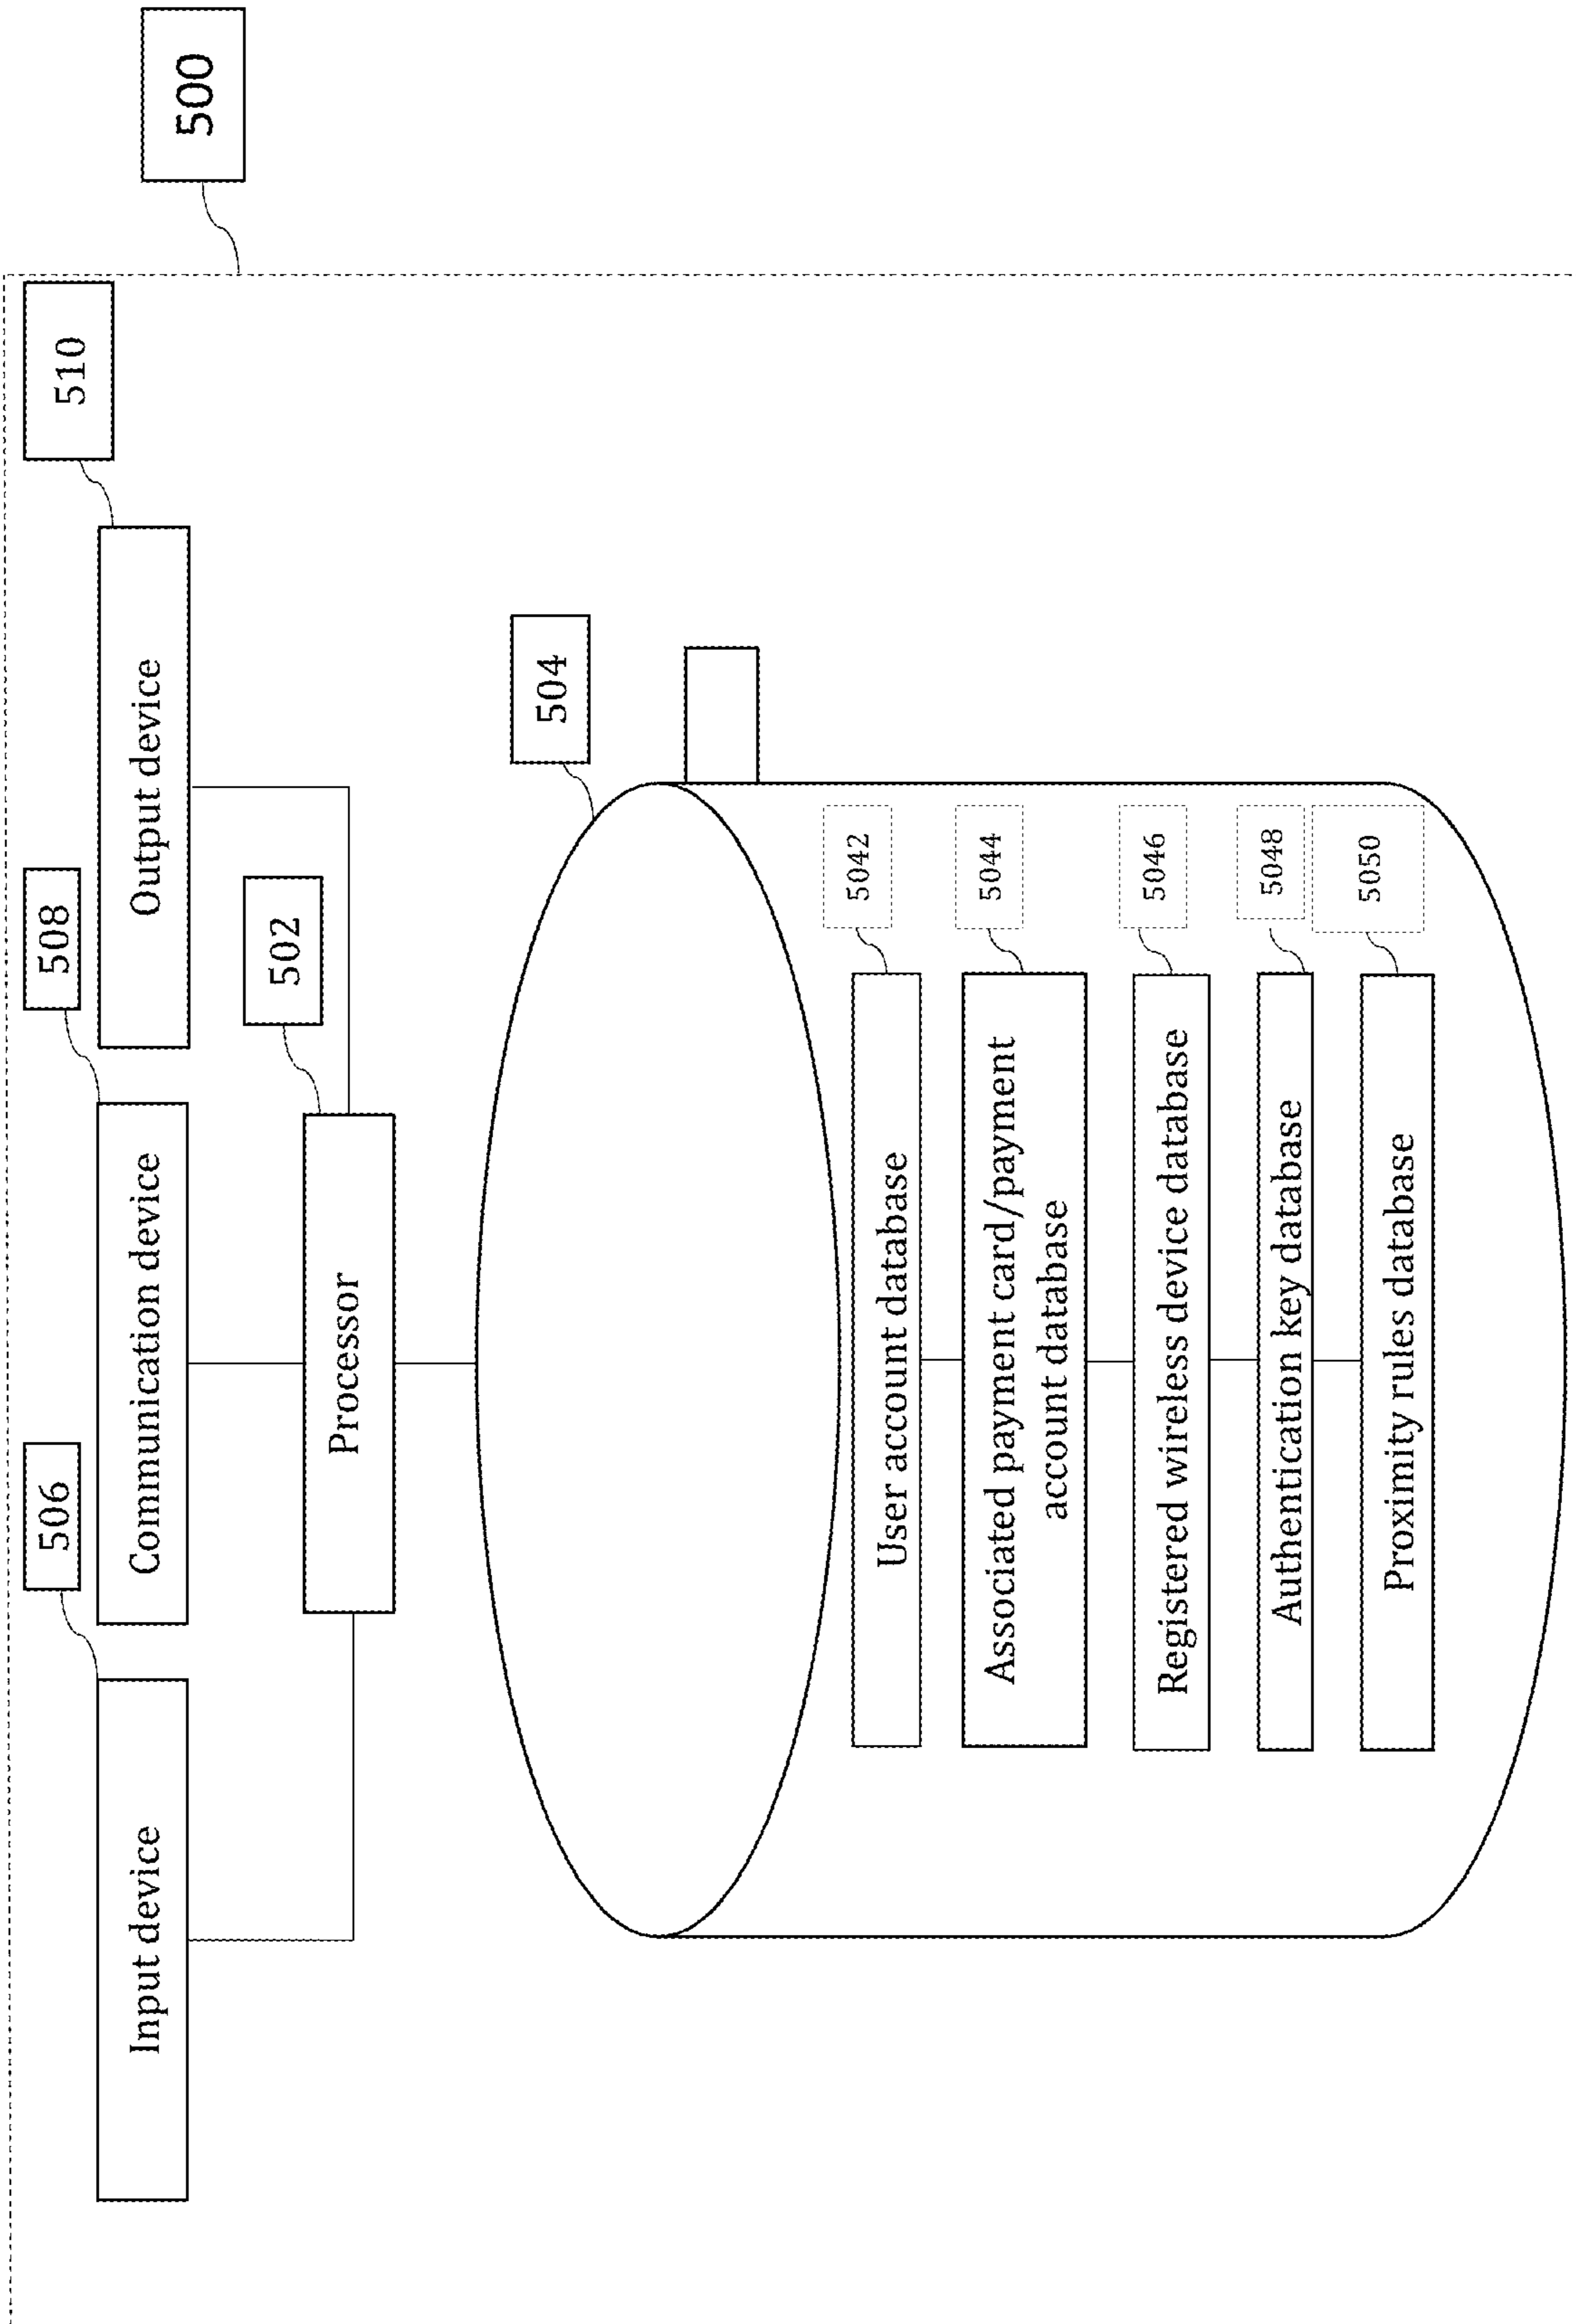 500
506
508
510
Input device
Communication device
Output device
502
Processor
504
User account database
5042
Associated payment card/payment
account database
5044
Registered wireless device database
5046
Authentication key database
5048
Proximity rules database
5050